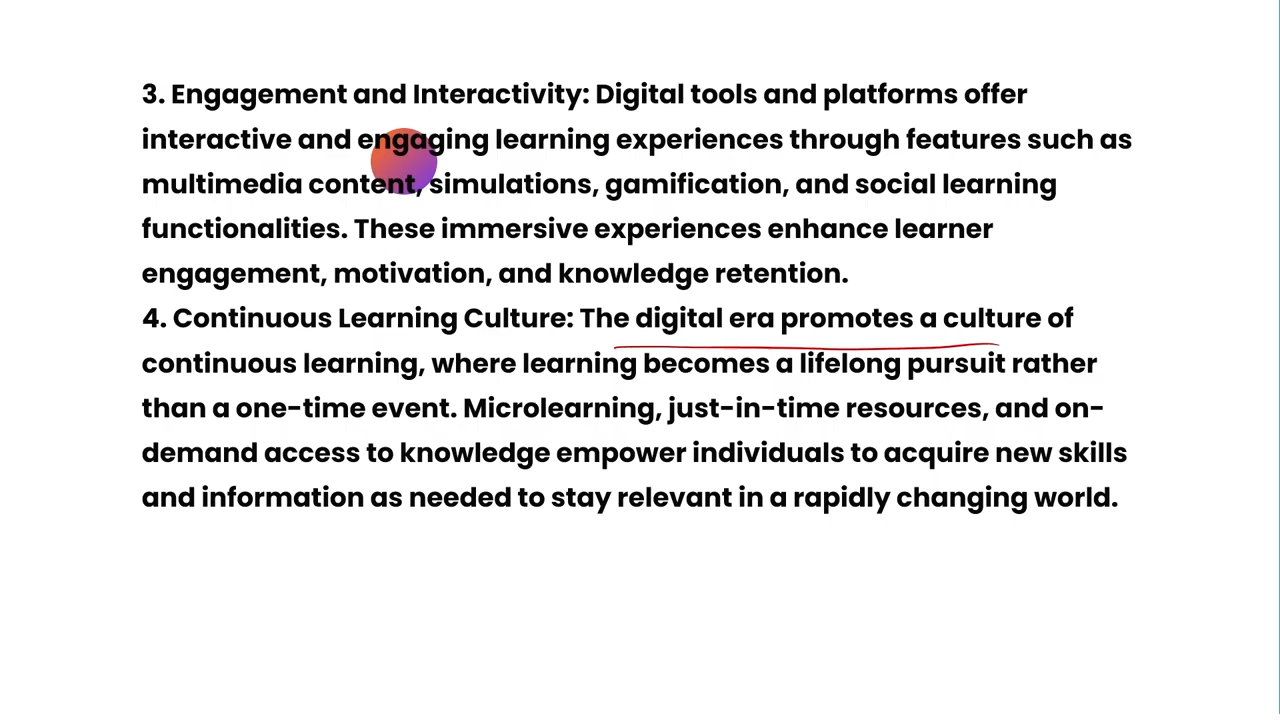 3. Engagement and Interactivity: Digital tools and platforms offer
interactive and engaging learning experiences through features such as
multimedia content, simulations, gamification, and social learning
functionalities. These immersive experiences enhance learner
engagement, motivation, and knowledge retention.
4. Continuous Learning Culture: The digital era promotes a culture of
continuous learning, where learning becomes a lifelong pursuit rather
than a one-time event. Microlearning, just-in-time resources, and on-
demand access to knowledge empower individuals to acquire new skills
and information as needed to stay relevant in a rapidly changing world.